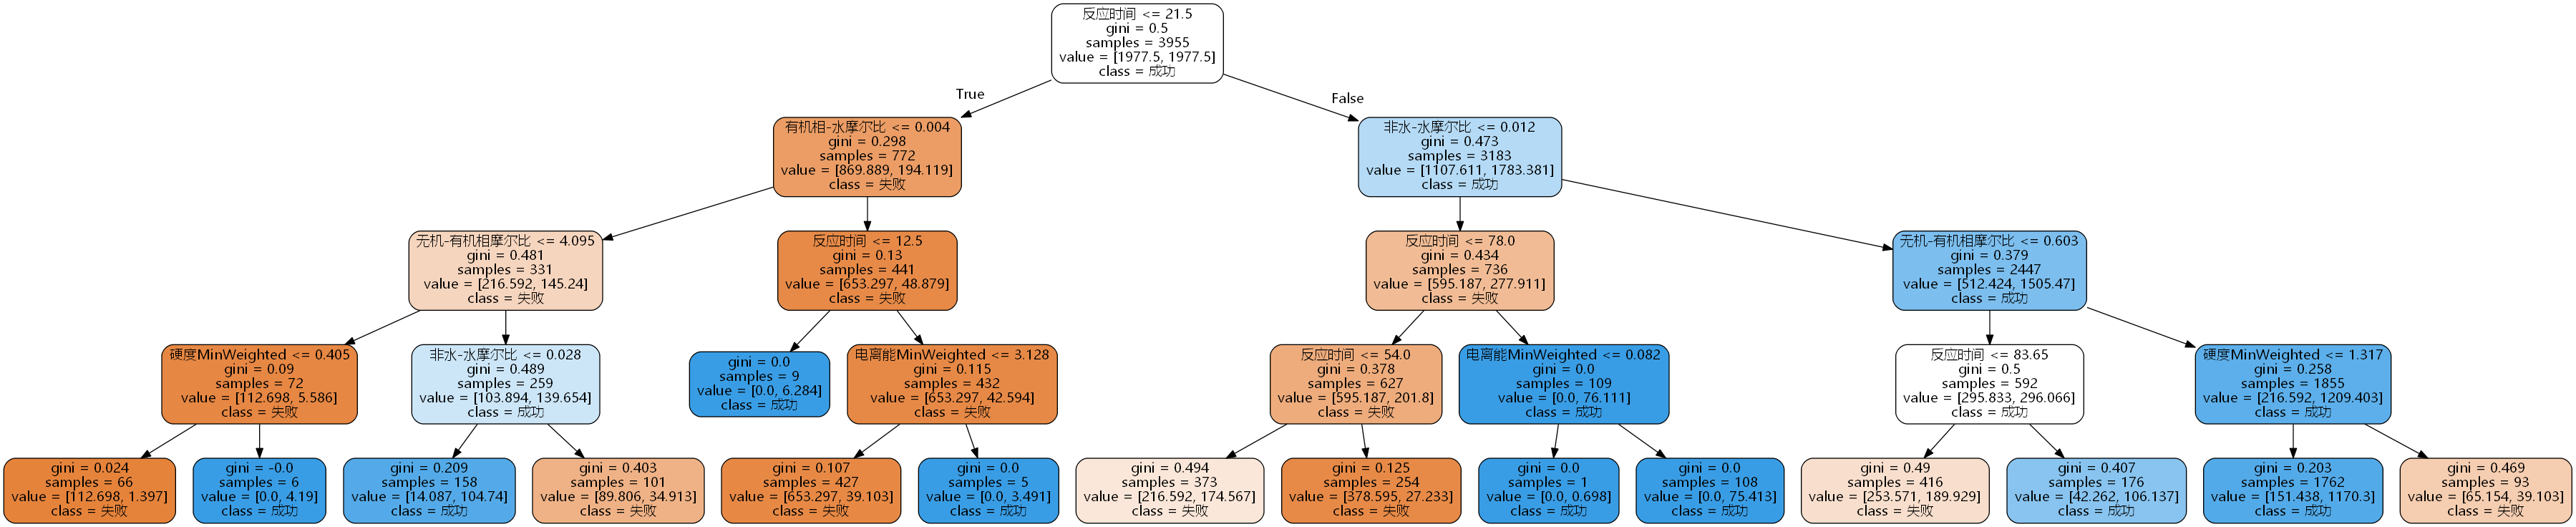 反应时间 <= 21.5
gini = 0.5
samples = 3955
value = [1977.5, 1977.5]
class = 成功
True
False
有机相-水摩尔比 <= 0.004
gini = 0.298
samples = 772
value = [869.889, 194.119]
class = 失败
非水-水摩尔比 <= 0.012
gini = 0.473
samples = 3183
value = [1107.611, 1783.381]
class = 成功
无机-有机相摩尔比 <= 4.095
gini = 0.481
samples = 331
value = [216.592, 145.24]
class = 失败
反应时间 <= 12.5
gini = 0.13
samples = 441
value = [653.297, 48.879]
class = 失败
反应时间 <= 78.0
gini = 0.434
samples = 736
value = [595.187, 277.911]
class = 失败
无机-有机相摩尔比 <= 0.603
gini = 0.379
samples = 2447
value = [512.424, 1505.47]
class = 成功
硬度MinWeighted <= 0.405
gini = 0.09
samples = 72
value = [112.698, 5.586]
class = 失败
非水-水摩尔比 <= 0.028
gini = 0.489
samples = 259
value = [103.894, 139.654]
class = 成功
gini = 0.0
samples = 9
value = [0.0, 6.284]
class = 成功
电离能MinWeighted <= 3.128
gini = 0.115
samples = 432
value = [653.297, 42.594]
class = 失败
反应时间 <= 54.0
gini = 0.378
samples = 627
value = [595.187, 201.8]
class = 失败
电离能MinWeighted <= 0.082
gini = 0.0
samples = 109
value = [0.0, 76.111]
class = 成功
反应时间 <= 83.65
gini = 0.5
samples = 592
value = [295.833, 296.066]
class = 成功
硬度MinWeighted <= 1.317
gini = 0.258
samples = 1855
value = [216.592, 1209.403]
class = 成功
gini = 0.024
samples = 66
value = [112.698, 1.397]
class = 失败
gini = -0.0
samples = 6
value = [0.0, 4.19]
class = 成功
gini = 0.209
samples = 158
value = [14.087, 104.74]
class = 成功
gini = 0.403
samples = 101
value = [89.806, 34.913]
class = 失败
gini = 0.107
samples = 427
value = [653.297, 39.103]
class = 失败
gini = 0.0
samples = 5
value = [0.0, 3.491]
class = 成功
gini = 0.494
samples = 373
value = [216.592, 174.567]
class = 失败
gini = 0.125
samples = 254
value = [378.595, 27.233]
class = 失败
gini = 0.0
samples = 1
value = [0.0, 0.698]
class = 成功
gini = 0.0
samples = 108
value = [0.0, 75.413]
class = 成功
gini = 0.49
samples = 416
value = [253.571, 189.929]
class = 失败
gini = 0.407
samples = 176
value = [42.262, 106.137]
class = 成功
gini = 0.203
samples = 1762
value = [151.438, 1170.3]
class = 成功
gini = 0.469
samples = 93
value = [65.154, 39.103]
class = 失败